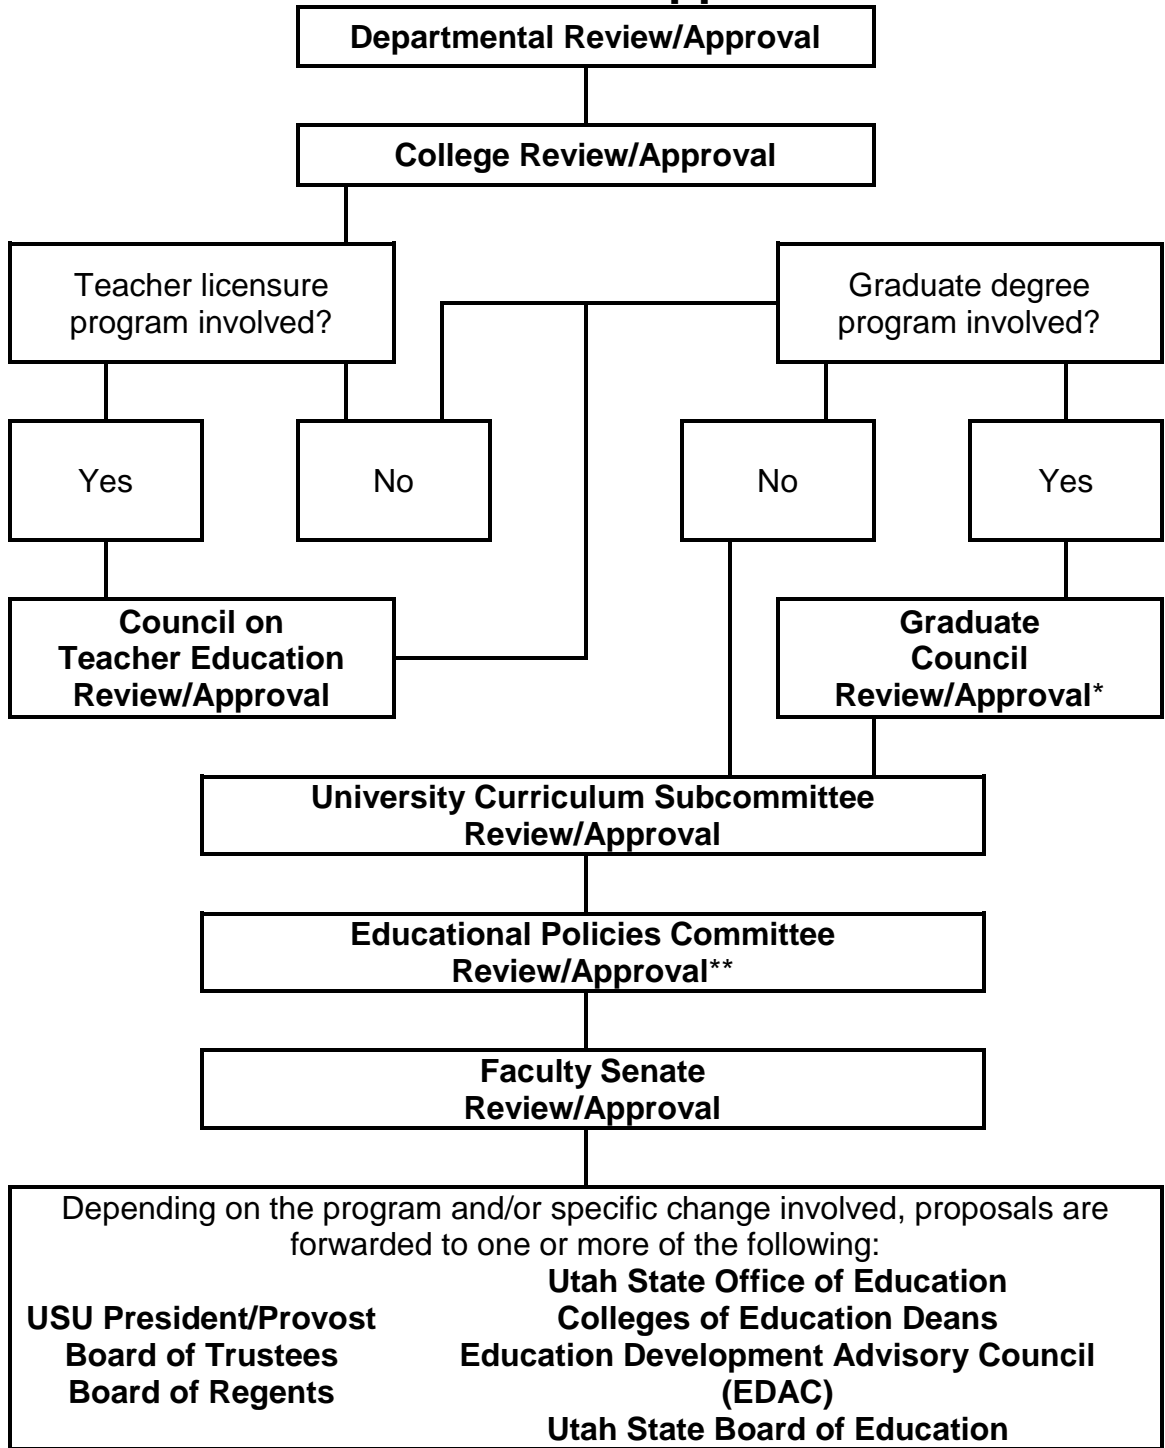 Departmental Review/Approval
College Review/Approval
Teacher licensure
program involved?
Graduate degree
program involved?
Yes
No
No
Yes
Council on
Teacher Education
Review/Approval
Graduate
Council
Review/Approval*
University Curriculum Subcommittee
Review/Approval
Educational Policies Committee
Review/Approval**
Faculty Senate
Review/Approval
Depending on the program and/or specific change involved, proposals are
forwarded to one or more of the following:
USU President/Provost
Board of Trustees
Board of Regents
Utah State Office of Education
Colleges of Education Deans
Education Development Advisory Council
(EDAC)
Utah State Board of Education